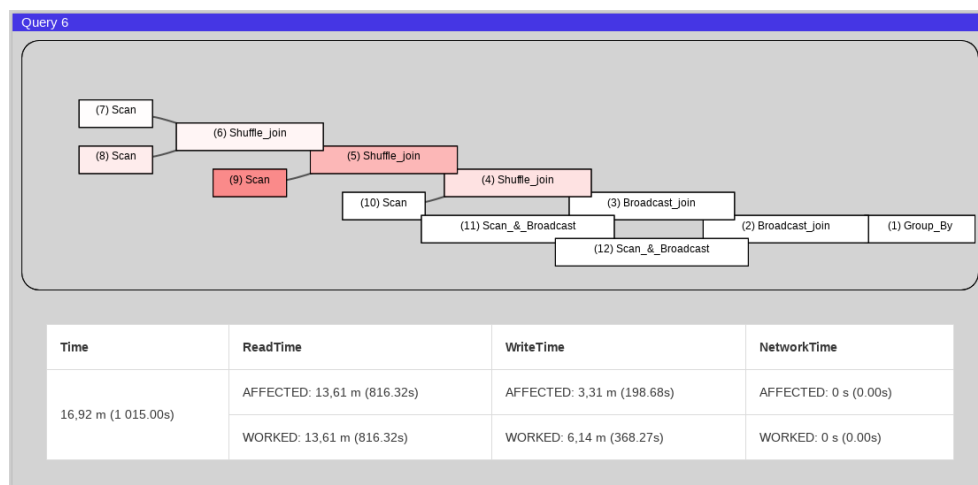 Query 6
(7) Scan
(6) Shuffle_join
(8) Scan
(5) Shuffle_join
(9) Scan
(4) Shuffle_join
(10) Scan
(3) Broadcast_join
(11) Scan_&_Broadcast
(2) Broadcast_join
(1) Group_By
(12) Scan_&_Broadcast
Time ReadTime WriteTime NetworkTime
AFFECTED: 13,61 m (816.32s) AFFECTED: 3,31 m (198.68s) AFFECTED: 0 s (0.00s)
16,92 m (1 015.00s)
WORKED: 13,61 m (816.32s) WORKED: 6,14 m (368.27s) WORKED: 0 s (0.00s)